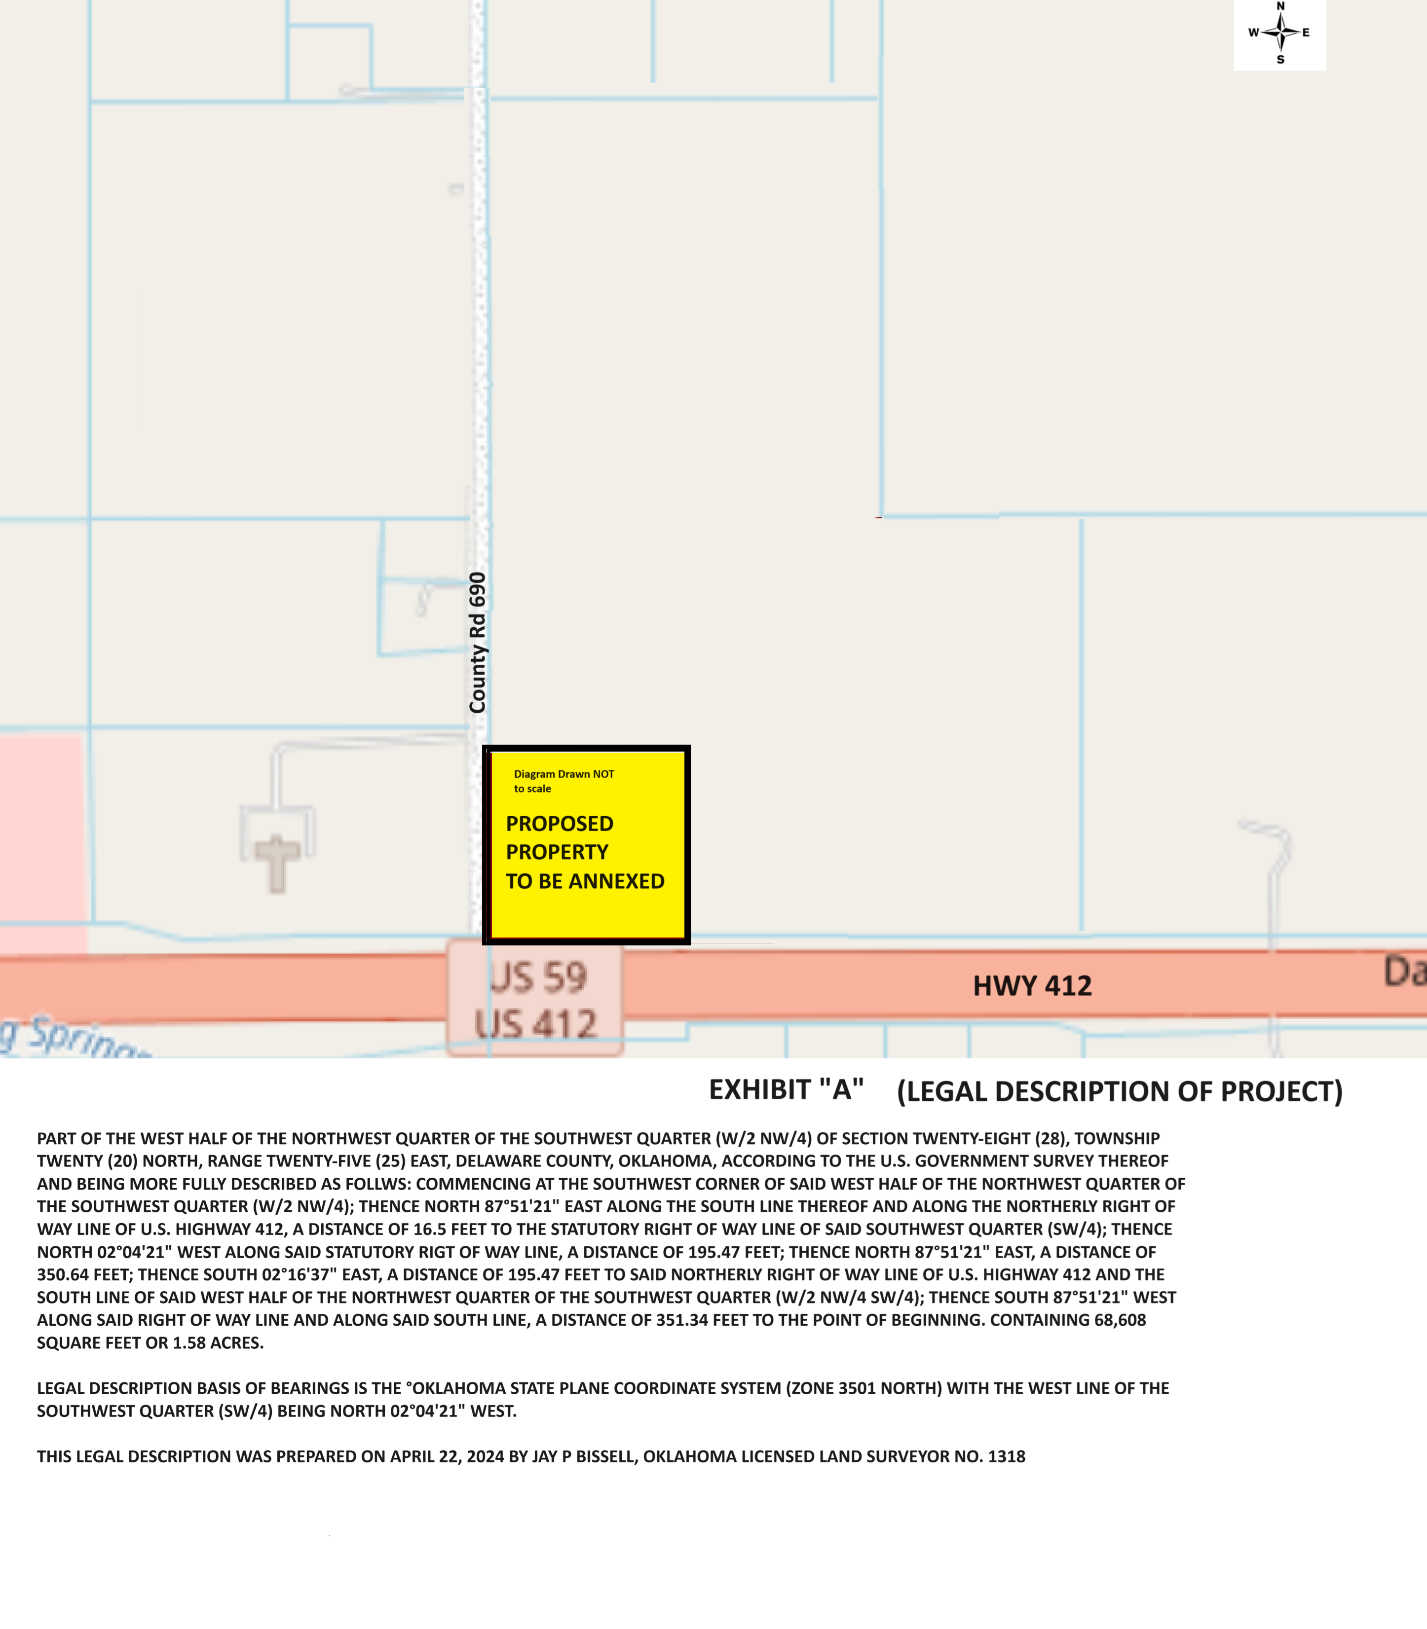 N
W E
S
County Rd 690
Diagram Drawn NOT
to scale
PROPOSED
PROPERTY
TO BE ANNEXED
US 59
US 412
HWY 412
Da
g Springs
EXHIBIT "A" (LEGAL DESCRIPTION OF PROJECT)
PART OF THE WEST HALF OF THE NORTHWEST QUARTER OF THE SOUTHWEST QUARTER (W/2 NW/4) OF SECTION TWENTY-EIGHT (28), TOWNSHIP
TWENTY (20) NORTH, RANGE TWENTY-FIVE (25) EAST, DELAWARE COUNTY, OKLAHOMA, ACCORDING TO THE U.S. GOVERNMENT SURVEY THEREOF
AND BEING MORE FULLY DESCRIBED AS FOLLWS: COMMENCING AT THE SOUTHWEST CORNER OF SAID WEST HALF OF THE NORTHWEST QUARTER OF
THE SOUTHWEST QUARTER (W/2 NW/4); THENCE NORTH 87°51'21" EAST ALONG THE SOUTH LINE THEREOF AND ALONG THE NORTHERLY RIGHT OF
WAY LINE OF U.S. HIGHWAY 412, A DISTANCE OF 16.5 FEET TO THE STATUTORY RIGHT OF WAY LINE OF SAID SOUTHWEST QUARTER (SW/4); THENCE
NORTH 02°04'21" WEST ALONG SAID STATUTORY RIGT OF WAY LINE, A DISTANCE OF 195.47 FEET; THENCE NORTH 87°51'21" EAST, A DISTANCE OF
350.64 FEET; THENCE SOUTH 02°16'37" EAST, A DISTANCE OF 195.47 FEET TO SAID NORTHERLY RIGHT OF WAY LINE OF U.S. HIGHWAY 412 AND THE
SOUTH LINE OF SAID WEST HALF OF THE NORTHWEST QUARTER OF THE SOUTHWEST QUARTER (W/2 NW/4 SW/4); THENCE SOUTH 87°51'21" WEST
ALONG SAID RIGHT OF WAY LINE AND ALONG SAID SOUTH LINE, A DISTANCE OF 351.34 FEET TO THE POINT OF BEGINNING. CONTAINING 68,608
SQUARE FEET OR 1.58 ACRES.
LEGAL DESCRIPTION BASIS OF BEARINGS IS THE °OKLAHOMA STATE PLANE COORDINATE SYSTEM (ZONE 3501 NORTH) WITH THE WEST LINE OF THE
SOUTHWEST QUARTER (SW/4) BEING NORTH 02°04'21" WEST.
THIS LEGAL DESCRIPTION WAS PREPARED ON APRIL 22, 2024 BY JAY P BISSELL, OKLAHOMA LICENSED LAND SURVEYOR NO. 1318